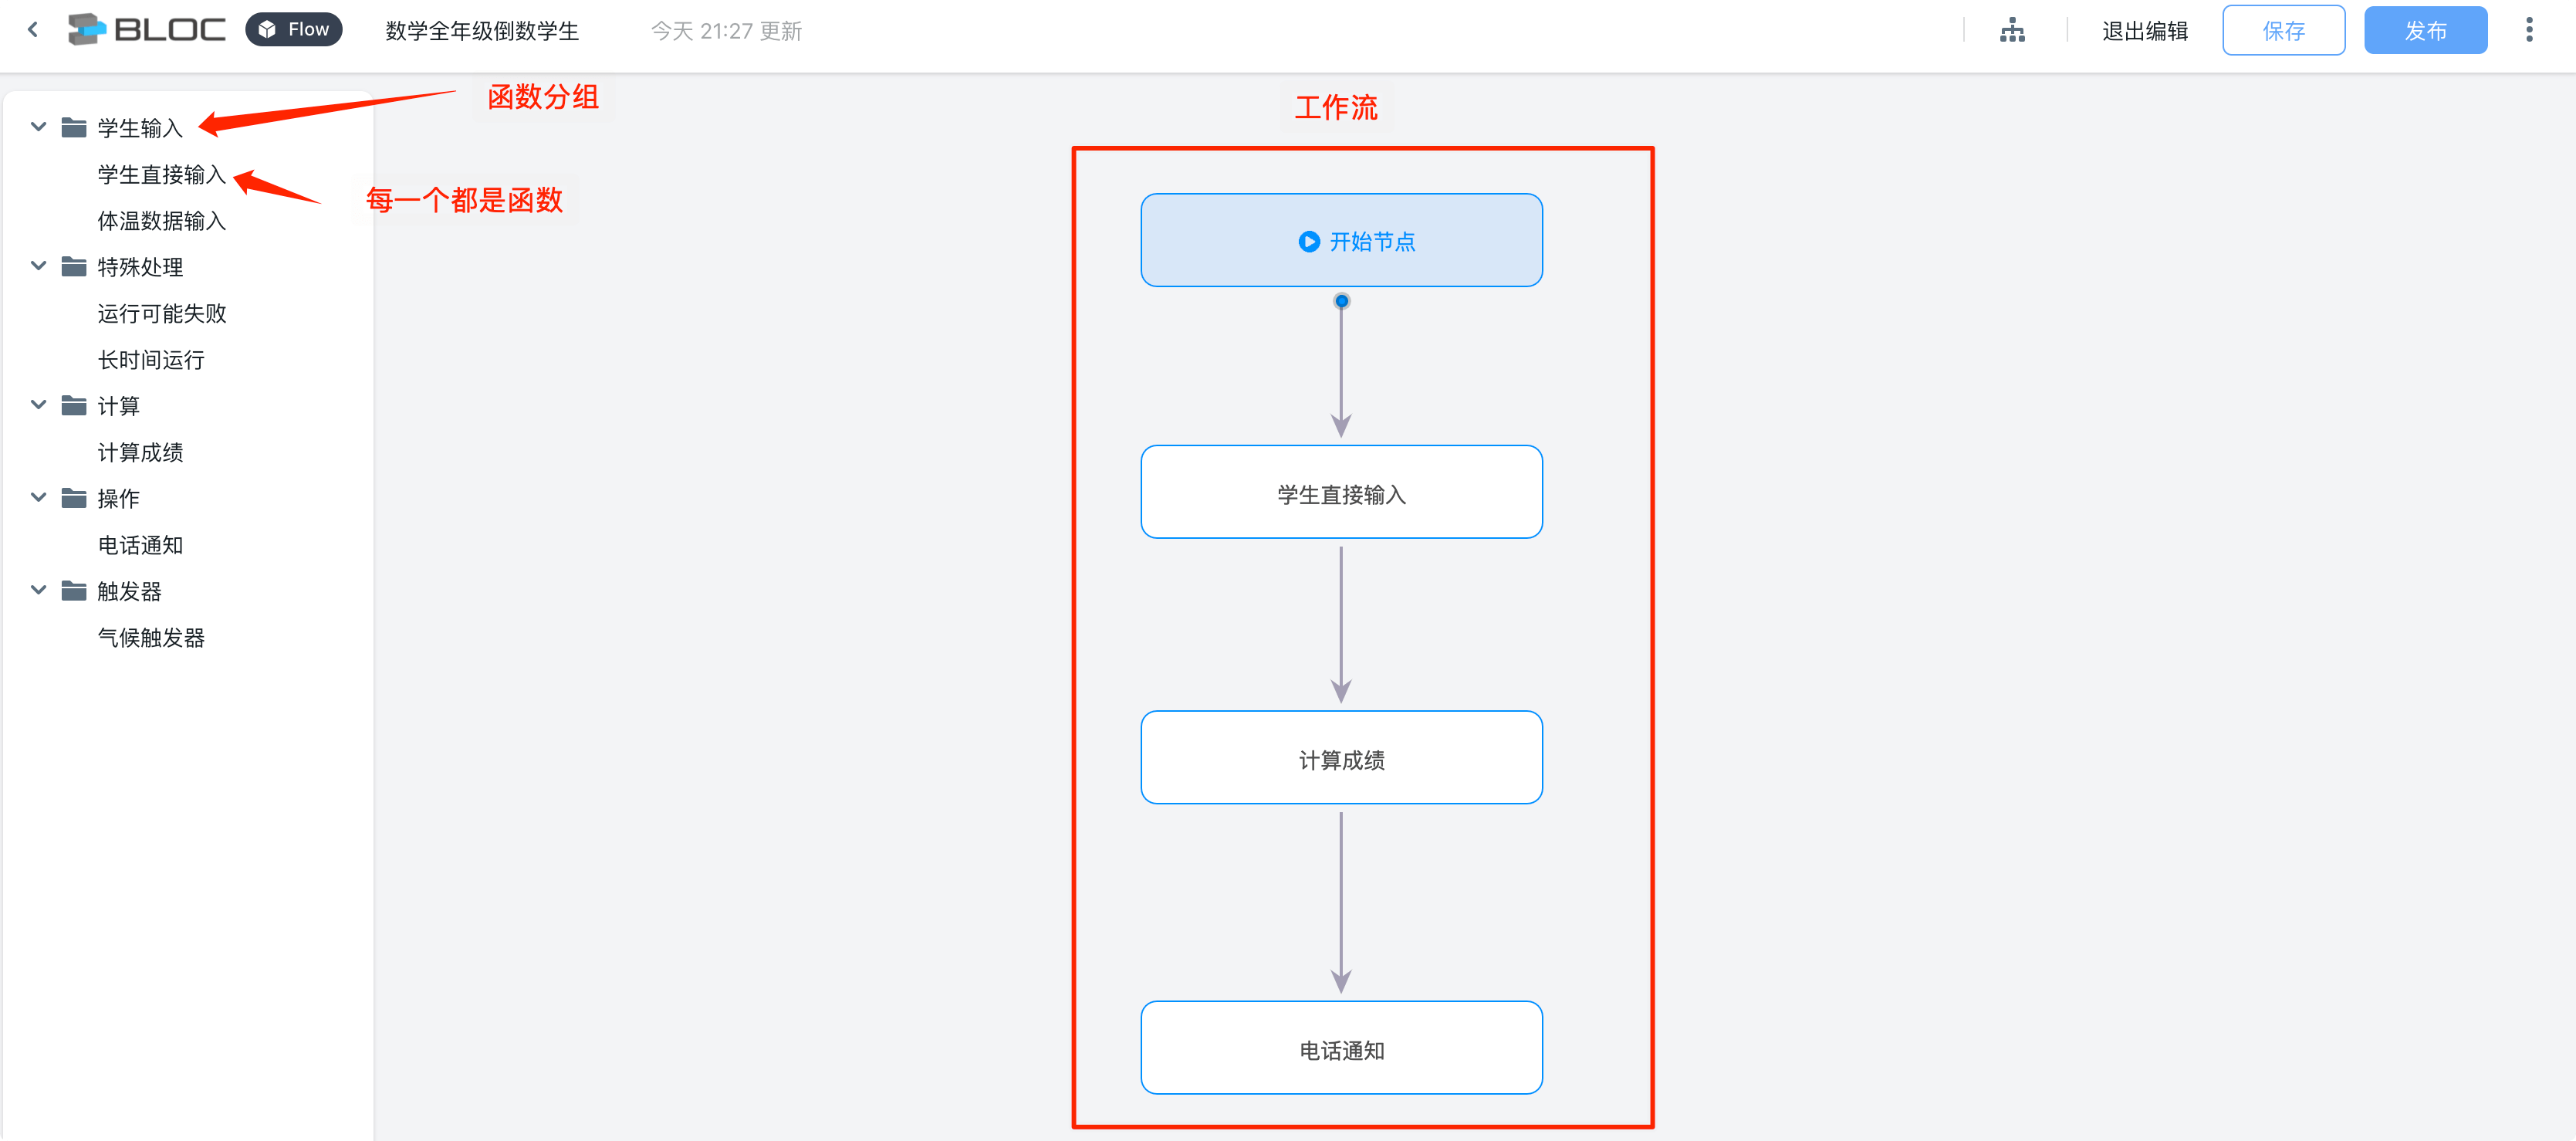 BLOC
Flow
数学全年级倒数学生
今天 21:27 更新
退出编辑
保存
发布
函数分组
学生输入
学生直接输入
每一个都是函数
体温数据输入
特殊处理
运行可能失败
长时间运行
计算
计算成绩
操作
电话通知
触发器
气候触发器
工作流
开始节点
学生直接输入
计算成绩
电话通知